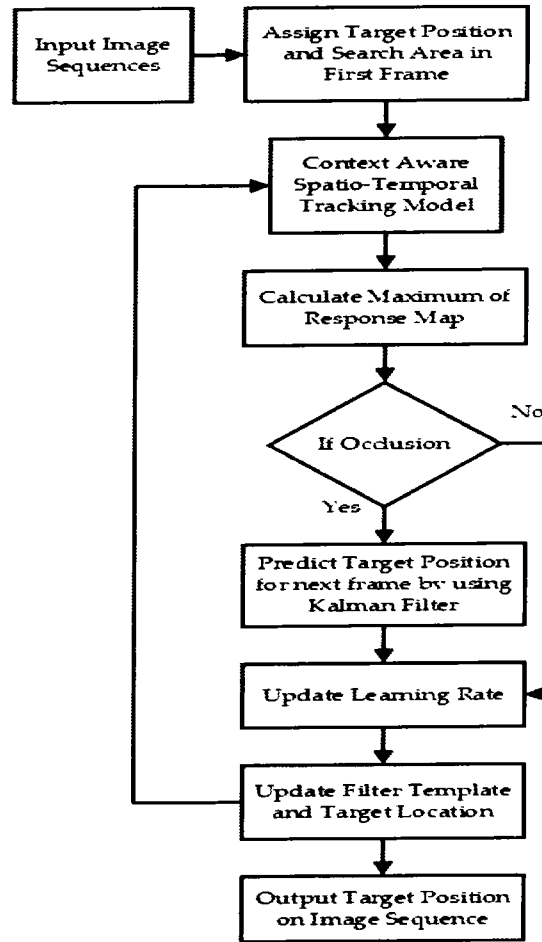 Input Image
Sequences
Assign Target Position
and Search Area in
First Frame
Context Aware
Spatio-Temporal
Tracking Model
Calculate Maximum of
Response Map
If Occlusion
No
Yes
Predict Target Position
for next frame by using
Kalman Filter
Update Learning Rate
Update Filter Template
and Target Location
Output Target Position
on Image Sequence